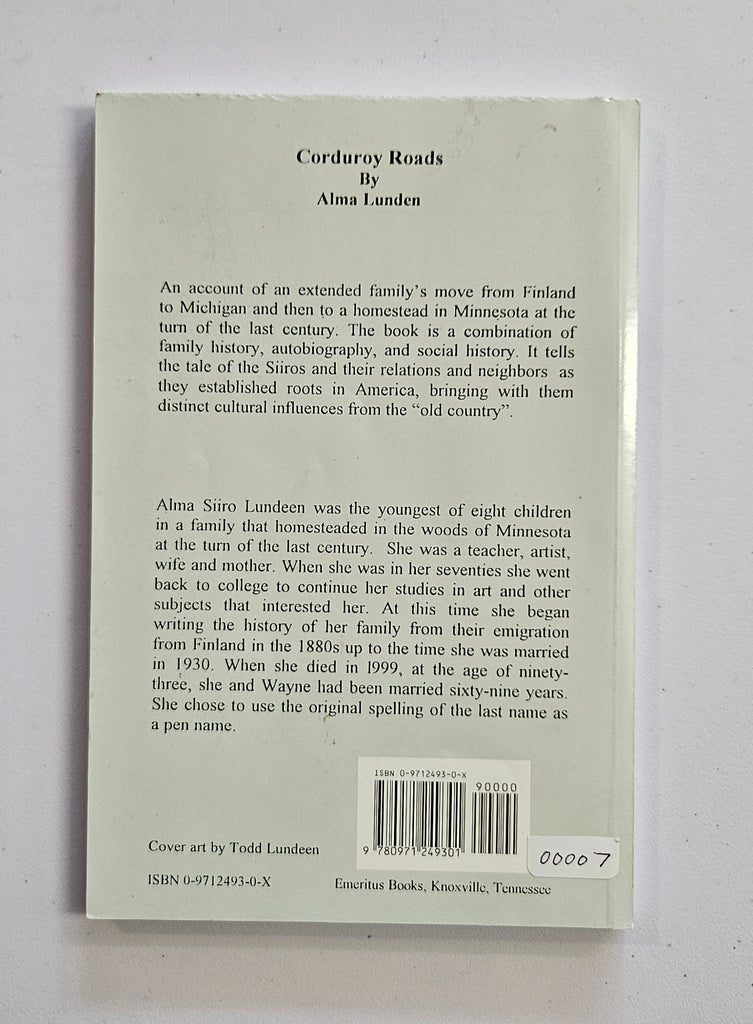 Corduroy Roads
By
Alma Lunden
An account of an extended family's move from Finland
to Michigan and then to a homestead in Minnesota at the
turn of the last century. The book is a combination of
family history, autobiography, and social history. It tells
the tale of the Siiros and their relations and neighbors as
they established roots in America, bringing with them
distinct cultural influences from the "old country".
Alma Siiro Lundeen was the youngest of eight children
in a family that homesteaded in the woods of Minnesota
at the turn of the last century. She was a teacher, artist,
wife and mother. When she was in her seventies she went
back to college to continue her studies in art and other
subjects that interested her. At this time she began
writing the history of her family from their emigration
from Finland in the 1880s up to the time she was married
in 1930. When she died in 1999, at the age of ninety-
three, she and Wayne had been married sixty-nine years.
She chose to use the original spelling of the last name as
a pen name.
ISBN 0-9712493-0-X
90000
9 780971 249301
00007
Cover art by Todd Lundeen
ISBN 0-9712493-0-X
Emeritus Books, Knoxville, Tennessee